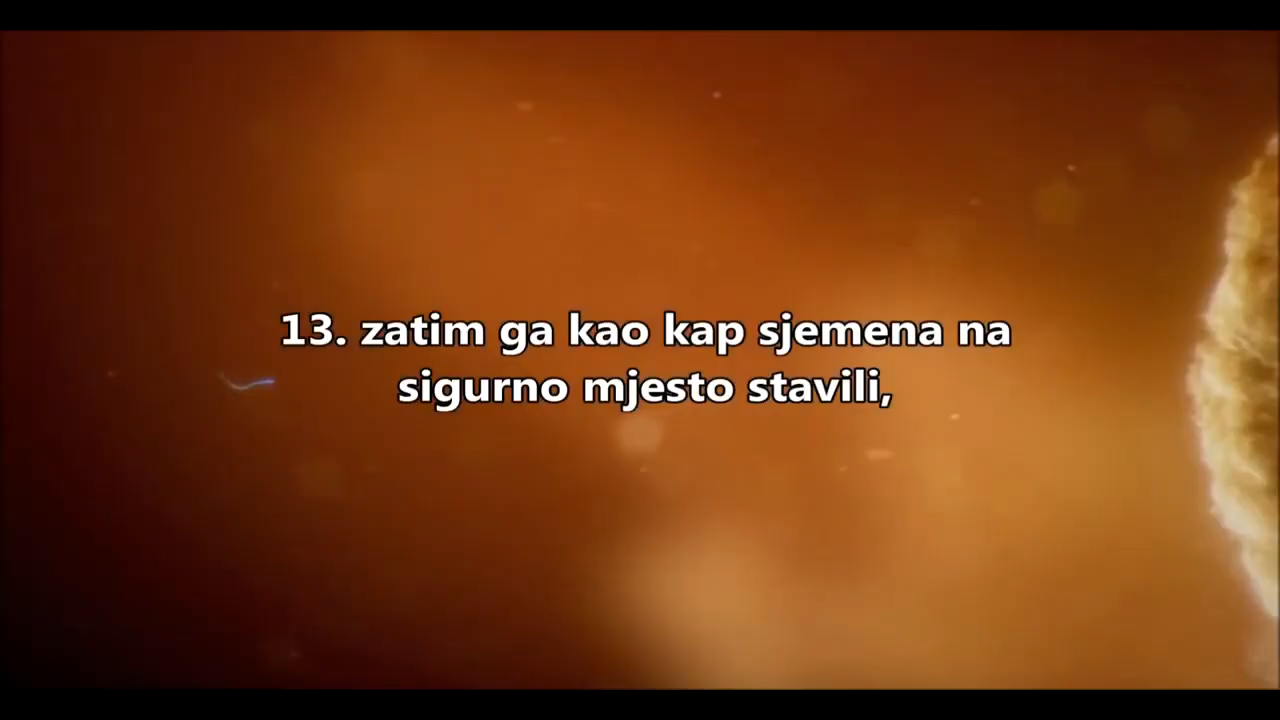 13. zatim ga kao kap sjemena na
sigurno mjesto stavili,